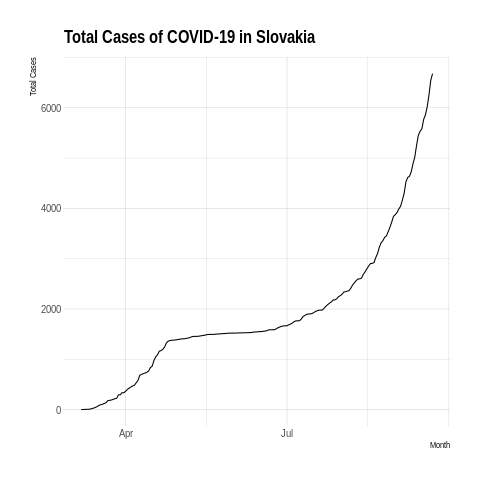 Total Cases of COVID-19 in Slovakia
Total Cases
6000
4000
2000
0
Apr
Jul
Month